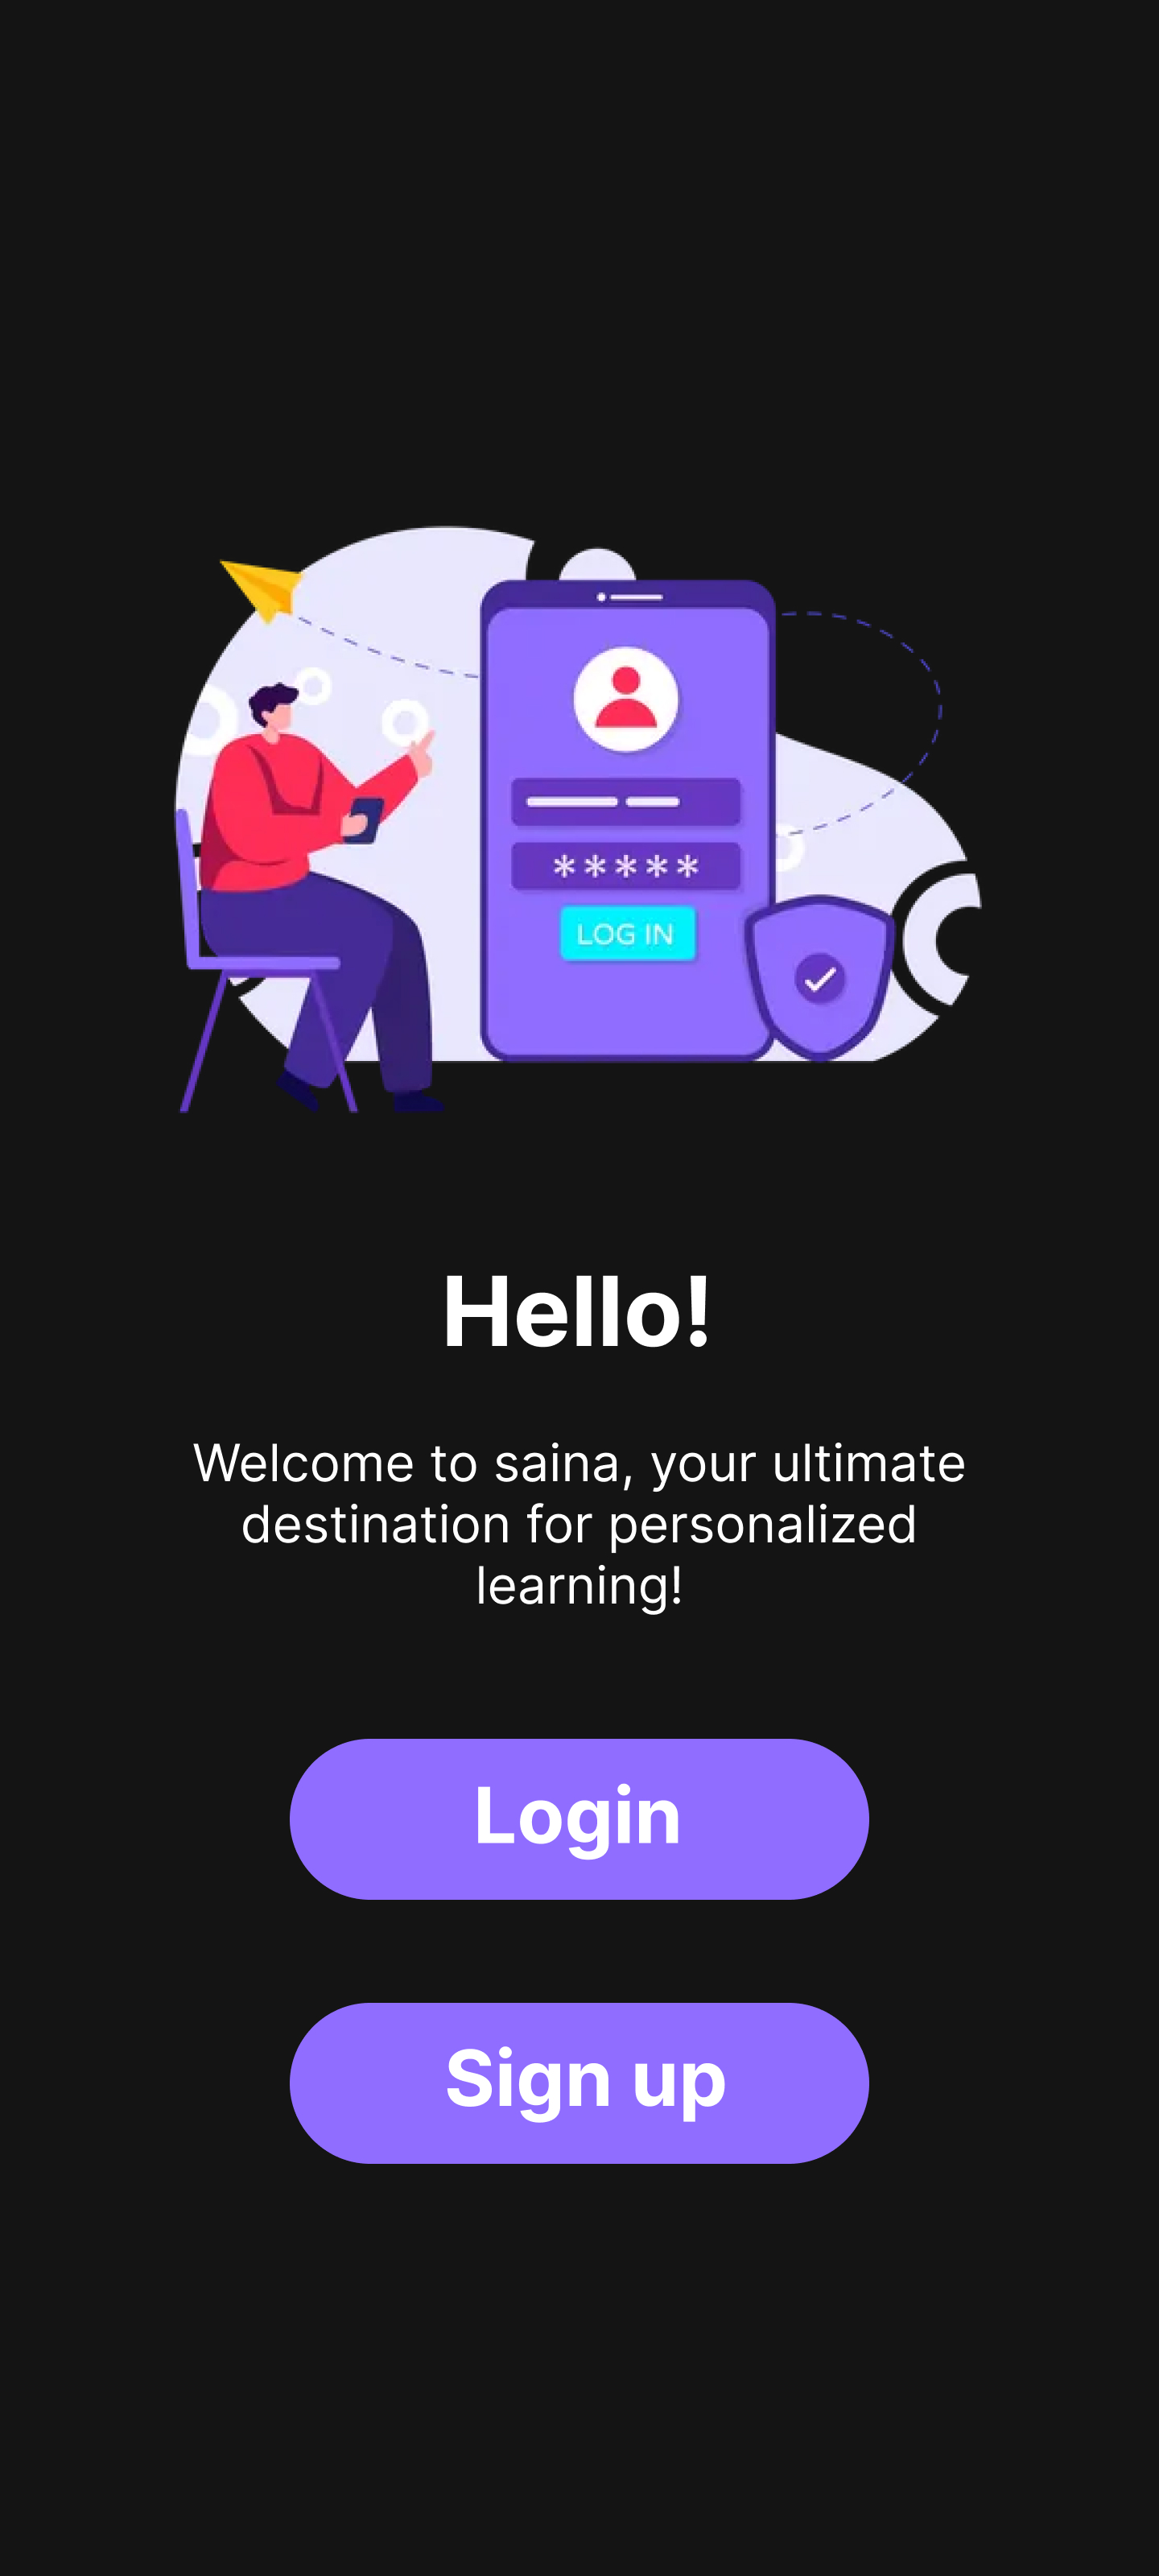 *****
LOG IN
Hello!
Welcome to saina, your ultimate
destination for personalized
learning!
Login
Sign up